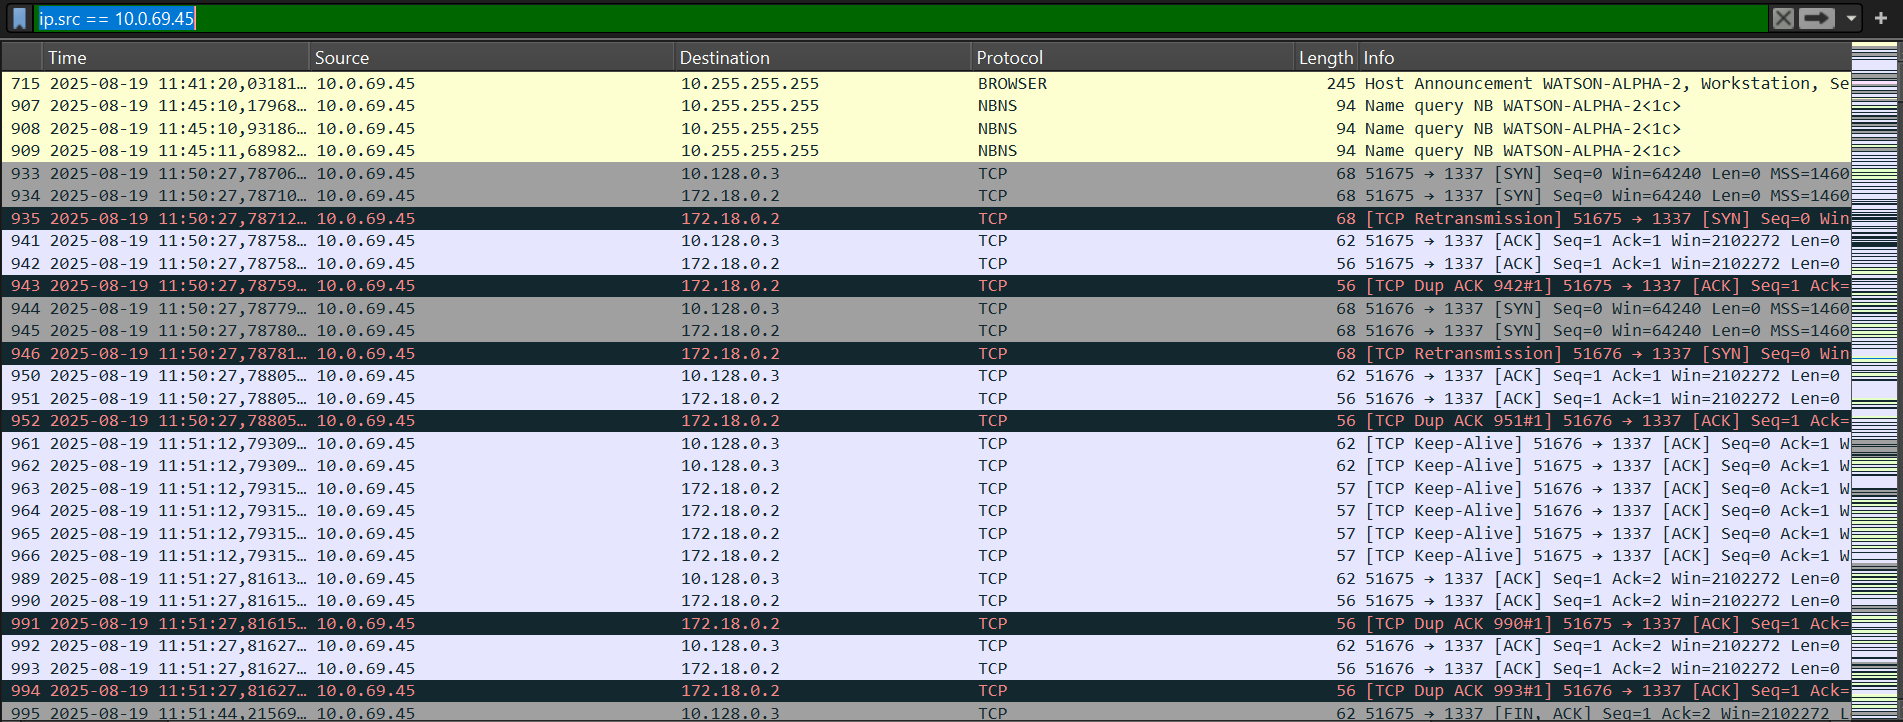 ip.src == 10.0.69.45
Time Source Destination Protocol Length Info
715 2025-08-19 11:41:20,03181… 10.0.69.45 10.255.255.255 BROWSER 245 Host Announcement WATSON-ALPHA-2, Workstation, Se
907 2025-08-19 11:45:10,17968… 10.0.69.45 10.255.255.255 NBNS 94 Name query NB WATSON-ALPHA-2<1c>
908 2025-08-19 11:45:10,93186… 10.0.69.45 10.255.255.255 NBNS 94 Name query NB WATSON-ALPHA-2<1c>
909 2025-08-19 11:45:11,68982… 10.0.69.45 10.255.255.255 NBNS 94 Name query NB WATSON-ALPHA-2<1c>
933 2025-08-19 11:50:27,78706… 10.0.69.45 10.128.0.3 TCP 68 51675 → 1337 [SYN] Seq=0 Win=64240 Len=0 MSS=1460
934 2025-08-19 11:50:27,78710… 10.0.69.45 172.18.0.2 TCP 68 51675 → 1337 [SYN] Seq=0 Win=64240 Len=0 MSS=1460
935 2025-08-19 11:50:27,78712… 10.0.69.45 172.18.0.2 TCP 68 [TCP Retransmission] 51675 → 1337 [SYN] Seq=0 Win
941 2025-08-19 11:50:27,78758… 10.0.69.45 10.128.0.3 TCP 62 51675 → 1337 [ACK] Seq=1 Ack=1 Win=2102272 Len=0
942 2025-08-19 11:50:27,78758… 10.0.69.45 172.18.0.2 TCP 56 51675 → 1337 [ACK] Seq=1 Ack=1 Win=2102272 Len=0
943 2025-08-19 11:50:27,78759… 10.0.69.45 172.18.0.2 TCP 56 [TCP Dup ACK 942#1] 51675 → 1337 [ACK] Seq=1 Ack=
944 2025-08-19 11:50:27,78779… 10.0.69.45 10.128.0.3 TCP 68 51676 → 1337 [SYN] Seq=0 Win=64240 Len=0 MSS=1460
945 2025-08-19 11:50:27,78780… 10.0.69.45 172.18.0.2 TCP 68 51676 → 1337 [SYN] Seq=0 Win=64240 Len=0 MSS=1460
946 2025-08-19 11:50:27,78781… 10.0.69.45 172.18.0.2 TCP 68 [TCP Retransmission] 51676 → 1337 [SYN] Seq=0 Win
950 2025-08-19 11:50:27,78805… 10.0.69.45 10.128.0.3 TCP 62 51676 → 1337 [ACK] Seq=1 Ack=1 Win=2102272 Len=0
951 2025-08-19 11:50:27,78805… 10.0.69.45 172.18.0.2 TCP 56 51676 → 1337 [ACK] Seq=1 Ack=1 Win=2102272 Len=0
952 2025-08-19 11:50:27,78805… 10.0.69.45 172.18.0.2 TCP 56 [TCP Dup ACK 951#1] 51676 → 1337 [ACK] Seq=1 Ack=
961 2025-08-19 11:51:12,79309… 10.0.69.45 10.128.0.3 TCP 62 [TCP Keep-Alive] 51676 → 1337 [ACK] Seq=0 Ack=1 W
962 2025-08-19 11:51:12,79309… 10.0.69.45 10.128.0.3 TCP 62 [TCP Keep-Alive] 51675 → 1337 [ACK] Seq=0 Ack=1 W
963 2025-08-19 11:51:12,79315… 10.0.69.45 172.18.0.2 TCP 57 [TCP Keep-Alive] 51676 → 1337 [ACK] Seq=0 Ack=1 W
964 2025-08-19 11:51:12,79315… 10.0.69.45 172.18.0.2 TCP 57 [TCP Keep-Alive] 51676 → 1337 [ACK] Seq=0 Ack=1 W
965 2025-08-19 11:51:12,79315… 10.0.69.45 172.18.0.2 TCP 57 [TCP Keep-Alive] 51675 → 1337 [ACK] Seq=0 Ack=1 W
966 2025-08-19 11:51:12,79315… 10.0.69.45 172.18.0.2 TCP 57 [TCP Keep-Alive] 51675 → 1337 [ACK] Seq=0 Ack=1 W
989 2025-08-19 11:51:27,81613… 10.0.69.45 10.128.0.3 TCP 62 51675 → 1337 [ACK] Seq=1 Ack=2 Win=2102272 Len=0
990 2025-08-19 11:51:27,81615… 10.0.69.45 172.18.0.2 TCP 56 51675 → 1337 [ACK] Seq=1 Ack=2 Win=2102272 Len=0
991 2025-08-19 11:51:27,81615… 10.0.69.45 172.18.0.2 TCP 56 [TCP Dup ACK 990#1] 51675 → 1337 [ACK] Seq=1 Ack=
992 2025-08-19 11:51:27,81627… 10.0.69.45 10.128.0.3 TCP 62 51676 → 1337 [ACK] Seq=1 Ack=2 Win=2102272 Len=0
993 2025-08-19 11:51:27,81627… 10.0.69.45 172.18.0.2 TCP 56 51676 → 1337 [ACK] Seq=1 Ack=2 Win=2102272 Len=0
994 2025-08-19 11:51:27,81627… 10.0.69.45 172.18.0.2 TCP 56 [TCP Dup ACK 993#1] 51676 → 1337 [ACK] Seq=1 Ack=
995 2025-08-19 11:51:44,21569… 10.0.69.45 10.128.0.3 TCP 62 51675 → 1337 [FIN, ACK] Seq=1 Ack=2 Win=2102272 L